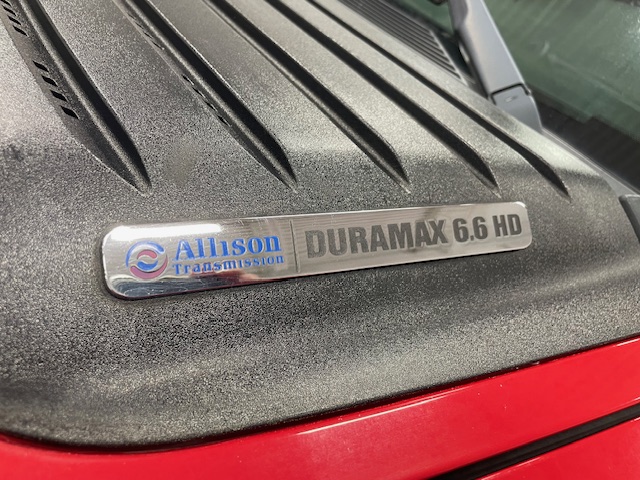 Allison
Transmission
DURAMAX 6.6 HD